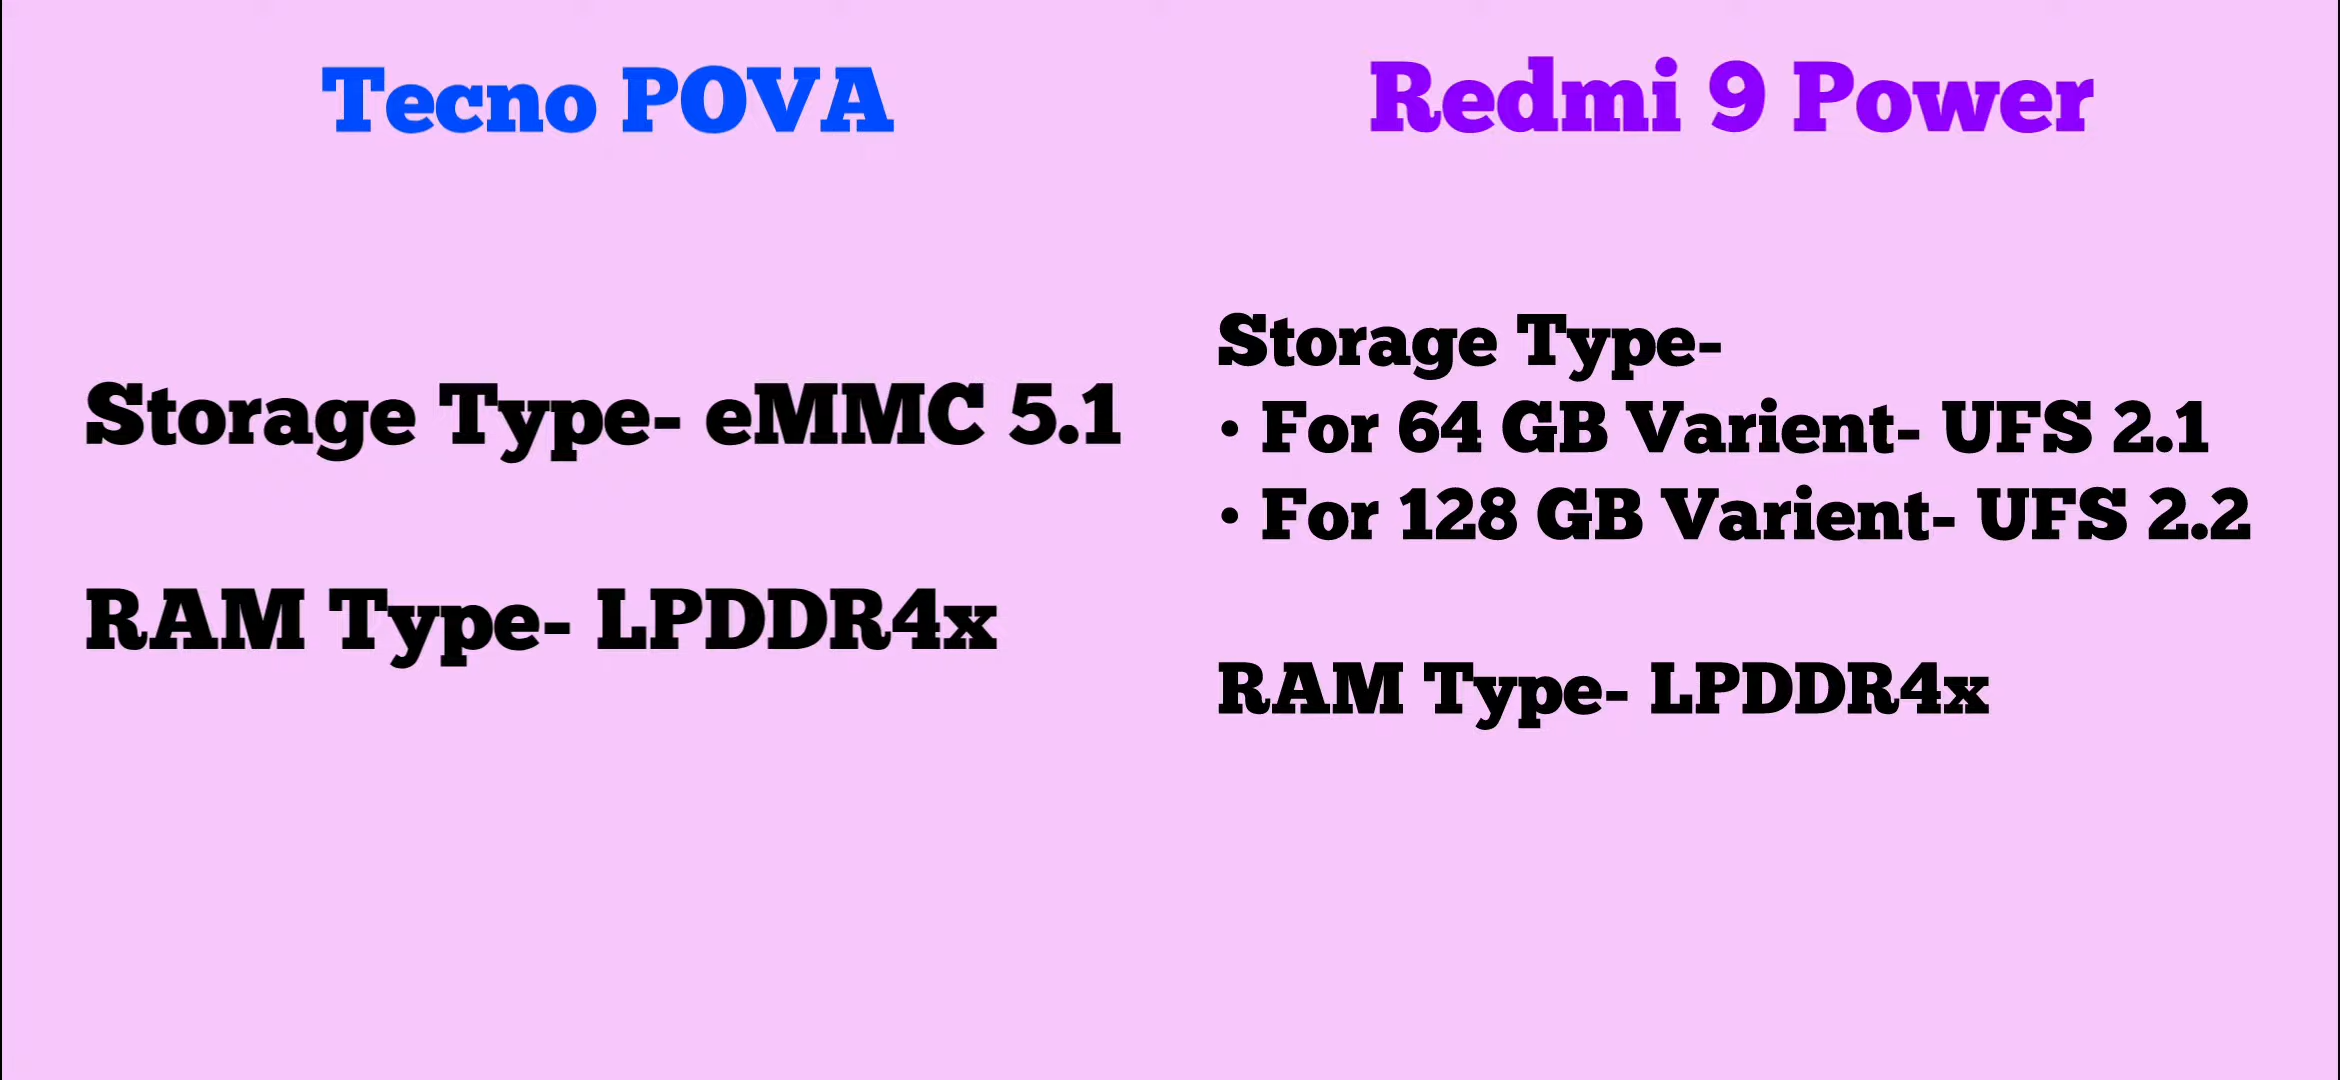 Tecno POVA
Storage Type- eMMC 5.1
RAM Type- LPDDR4x
Redmi 9 Power
Storage Type-
• For 64 GB Varient- UFS 2.1
• For 128 GB Varient- UFS 2.2
RAM Type- LPDDR4x